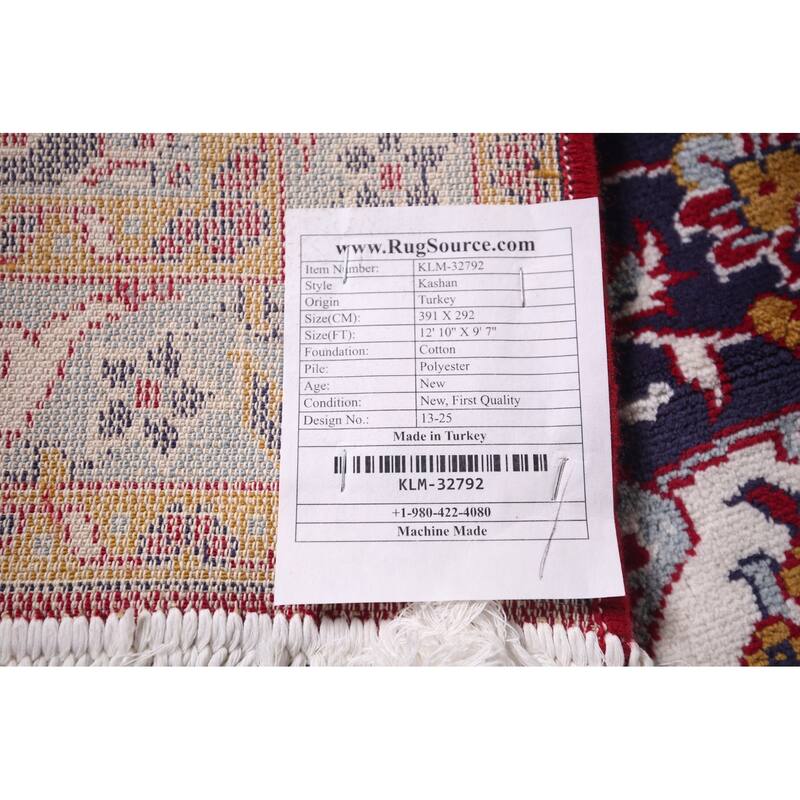 www.RugSource.com
Item Number: KLM-32792
Style Kashan
Origin Turkey
Size(CM): 391 X 292
Size(FT): 12' 10" X 9' 7"
Foundation: Cotton
Pile: Polyester
Age: New
Condition: New, First Quality
Design No.: 13-25
Made in Turkey
KLM-32792
+1-980-422-4080
Machine Made